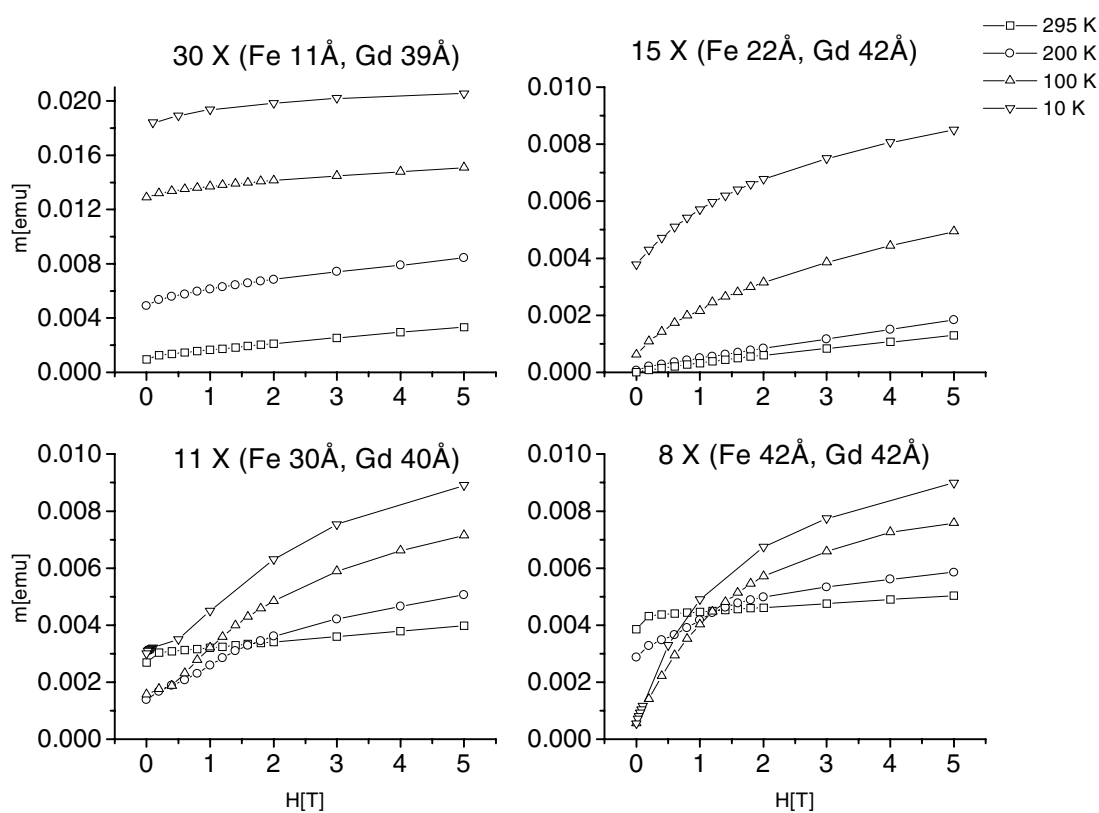 295 K
200 K
100 K
10 K
30 X (Fe 11Å, Gd 39Å)
0.020
0.016
0.012
0.008
0.004
0.000
m[emu]
0 1 2 3 4 5
15 X (Fe 22Å, Gd 42Å)
0.010
0.008
0.006
0.004
0.002
0.000
0 1 2 3 4 5
11 X (Fe 30Å, Gd 40Å)
0.010
0.008
0.006
0.004
0.002
0.000
m[emu]
0 1 2 3 4 5
H[T]
8 X (Fe 42Å, Gd 42Å)
0.010
0.008
0.006
0.004
0.002
0.000
0 1 2 3 4 5
H[T]